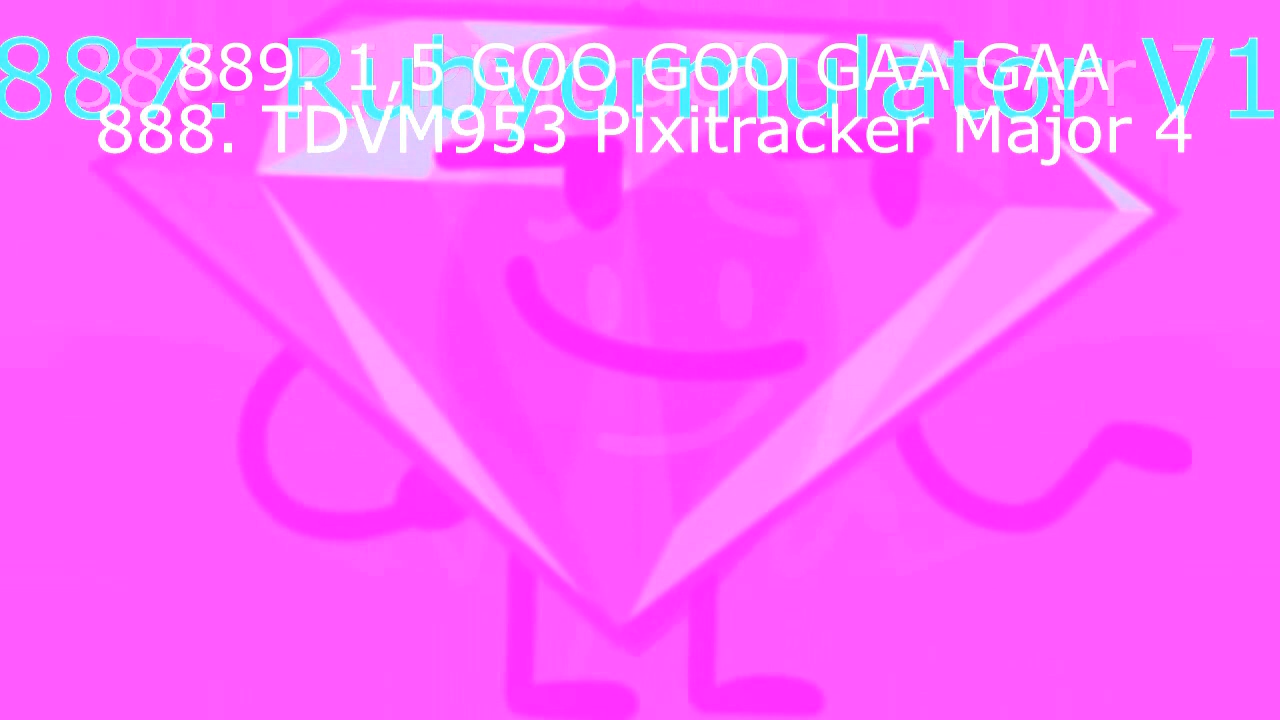 887. Rubyormulator V1
889. 1,5 GOO GOO GAA GAA
888. TDVM953 Pixitracker Major 4